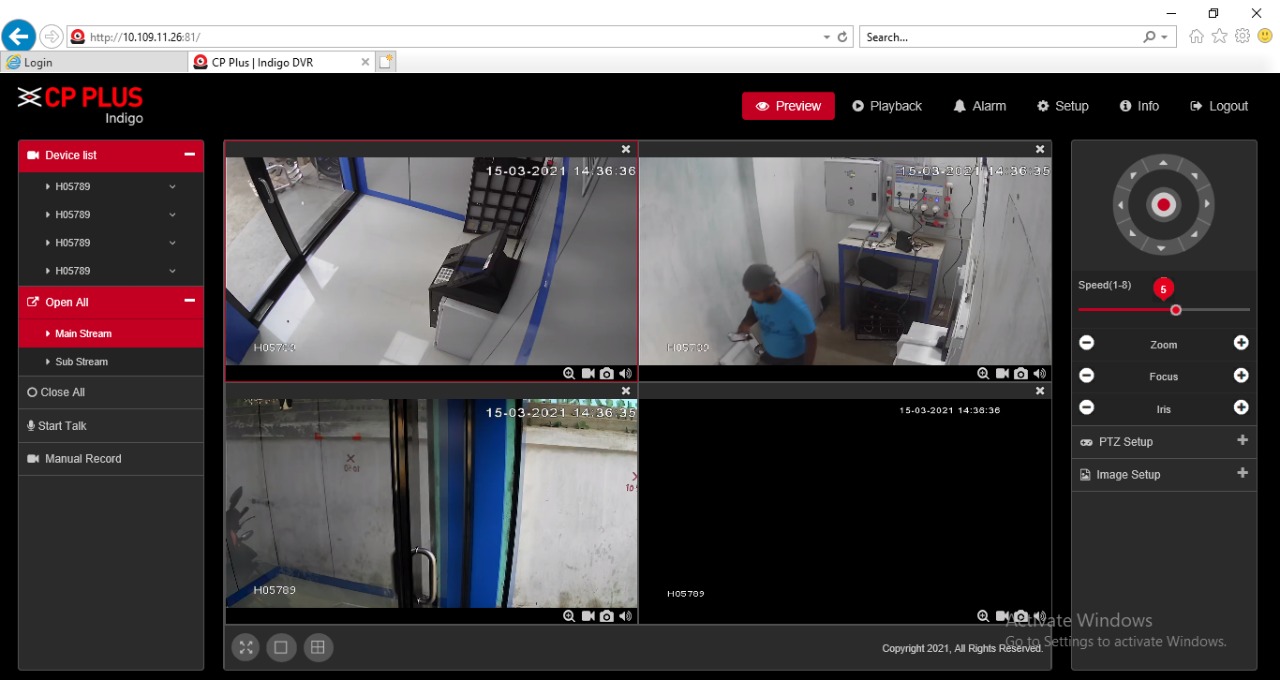 http://10.109.11.26:81/
Search...
Login
CP Plus | Indigo DVR
CP PLUS
Indigo
Preview
Playback
Alarm
Setup
Info
Logout
Device list
H05789
H05789
H05789
H05789
Open All
Main Stream
Sub Stream
Close All
Start Talk
Manual Record
15-03-2021 14:36:36
H05789
15-03-2021 14:36:35
H05789
15-03-2021 14:36:35
H05789
15-03-2021 14:36:36
H05789
Speed(1-8)
5
Zoom
Focus
Iris
PTZ Setup
Image Setup
Copyright 2021, All Rights Reserved.
Activate Windows
Go to Settings to activate Windows.